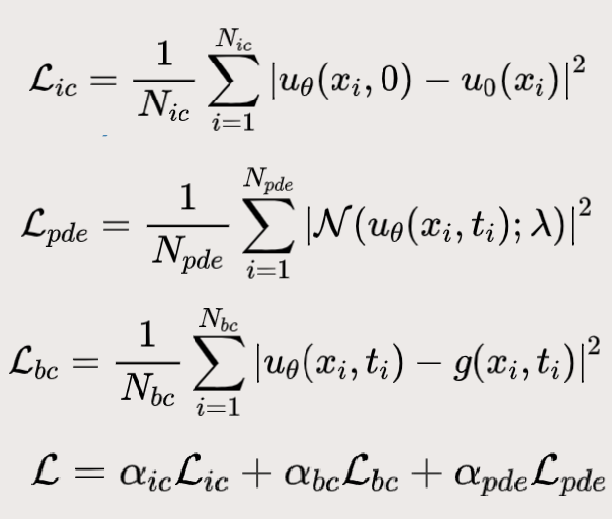 $\mathcal{L}_{ic} = \frac{1}{N_{ic}} \sum_{i=1}^{N_{ic}} |u_\theta(x_i, 0) - u_0(x_i)|^2$
$\mathcal{L}_{pde} = \frac{1}{N_{pde}} \sum_{i=1}^{N_{pde}} |\mathcal{N}(u_\theta(x_i, t_i); \lambda)|^2$
$\mathcal{L}_{bc} = \frac{1}{N_{bc}} \sum_{i=1}^{N_{bc}} |u_\theta(x_i, t_i) - g(x_i, t_i)|^2$
$\mathcal{L} = \alpha_{ic}\mathcal{L}_{ic} + \alpha_{bc}\mathcal{L}_{bc} + \alpha_{pde}\mathcal{L}_{pde}$